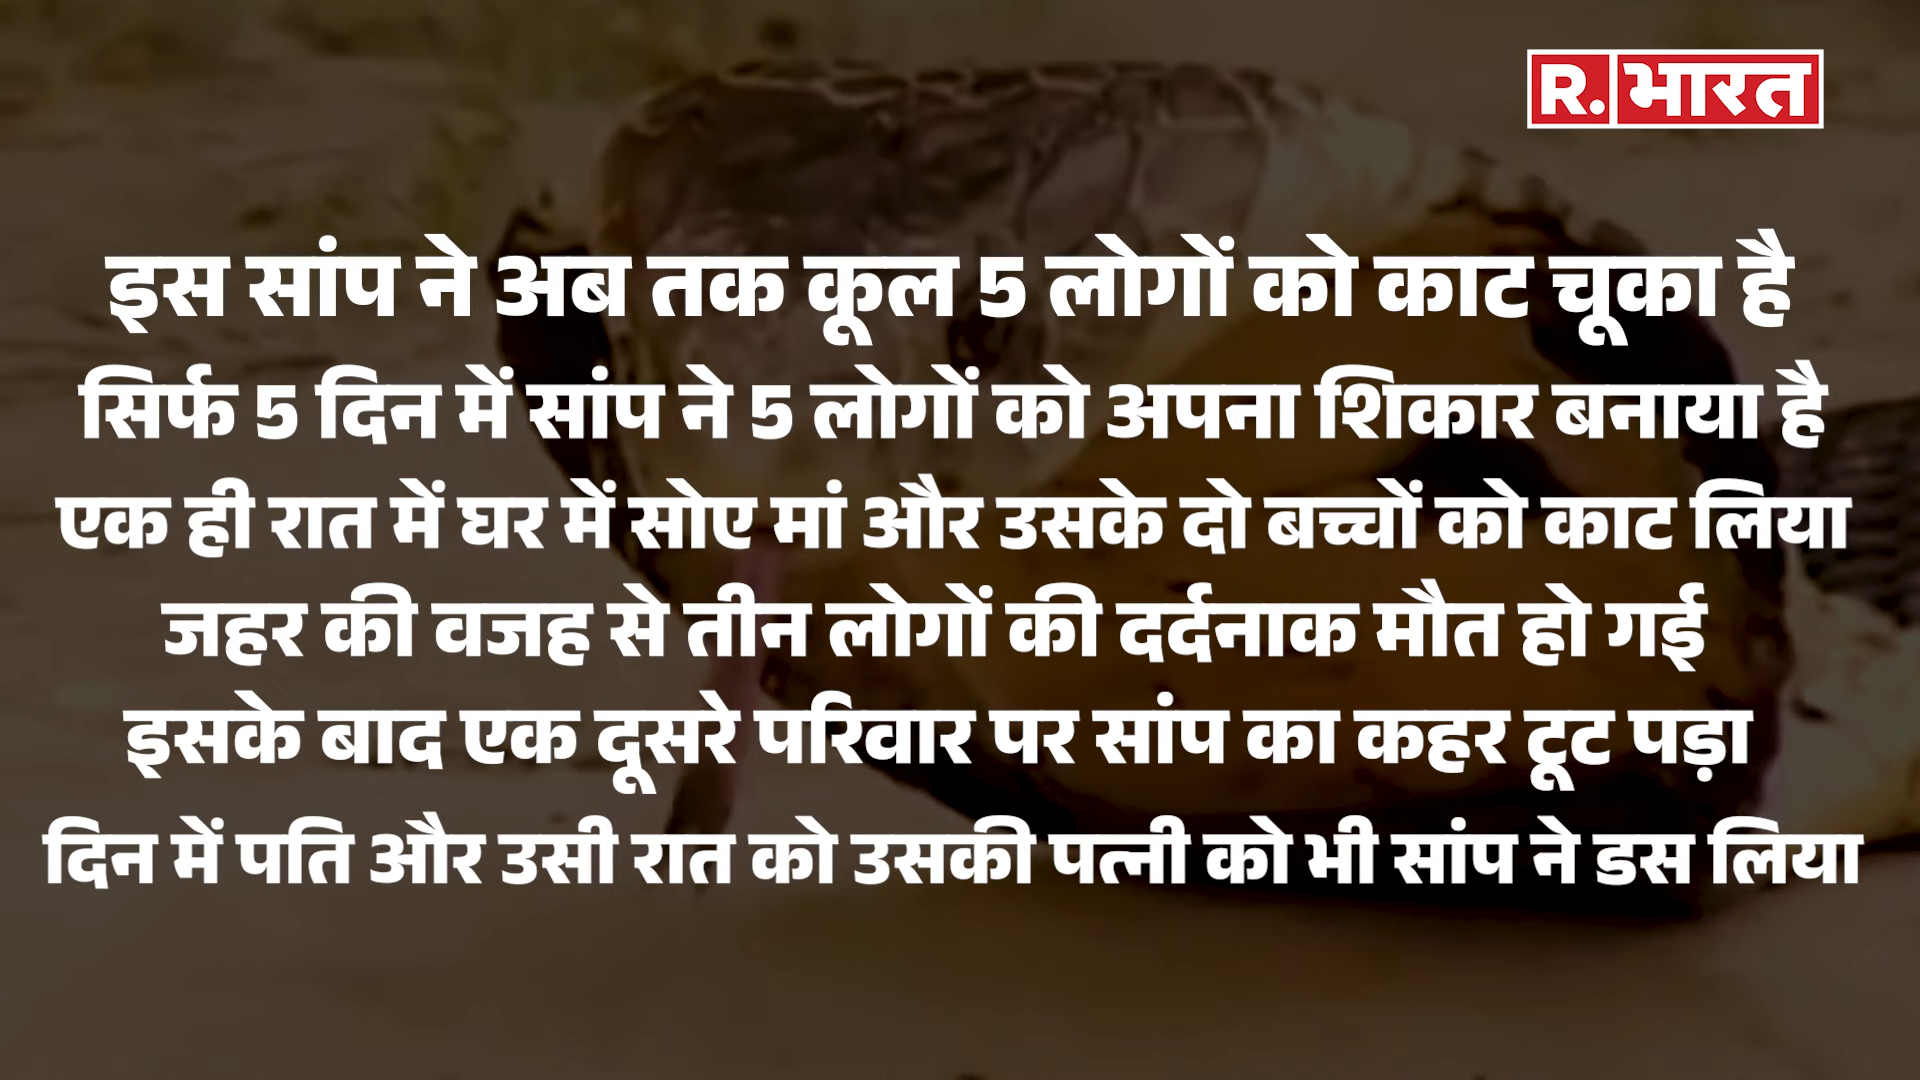 R. भारत
इस सांप ने अब तक कूल 5 लोगों को काट चूका है
सिर्फ 5 दिन में सांप ने 5 लोगों को अपना शिकार बनाया है
एक ही रात में घर में सोए मां और उसके दो बच्चों को काट लिया
जहर की वजह से तीन लोगों की दर्दनाक मौत हो गई
इसके बाद एक दूसरे परिवार पर सांप का कहर टूट पड़ा
दिन में पति और उसी रात को उसकी पत्नी को भी सांप ने डस लिया